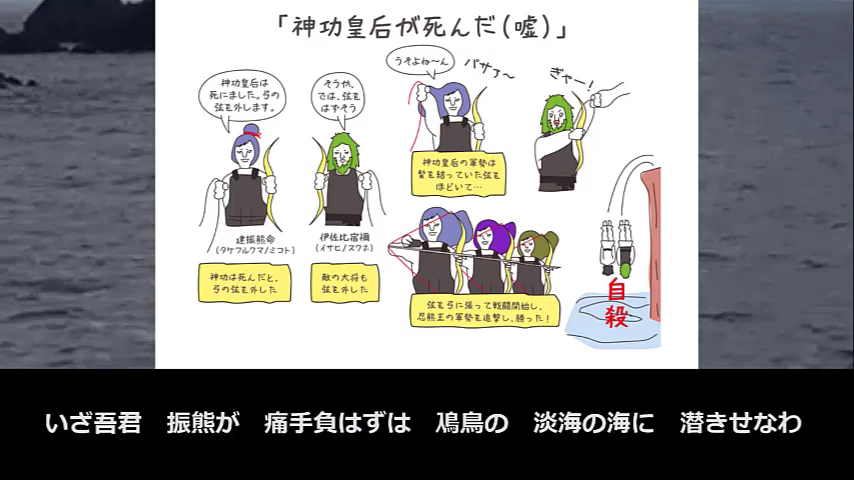 「神功皇后が死んだ(嘘)」
神功皇后は
死にました。弓の
弦を外します。
そうか、
では、弦を
はずそう
うそよね〜ん
バサァ〜
ぎゃー!
神功皇后の軍勢は
髪を結っていた弦を
ほどいて…
建振熊命
(タケフルクマノミコト)
伊佐比宿禰
(イサヒノスクネ)
神功は死んだと、
弓の弦を外した
敵の大将も
弦を外した
弦を弓に張って戦闘開始し、
忍熊王の軍勢を追撃し、勝った!
自
殺
いざ吾君 振熊が 痛手負はずは 鳰鳥の 淡海の海に 潜きせなわ